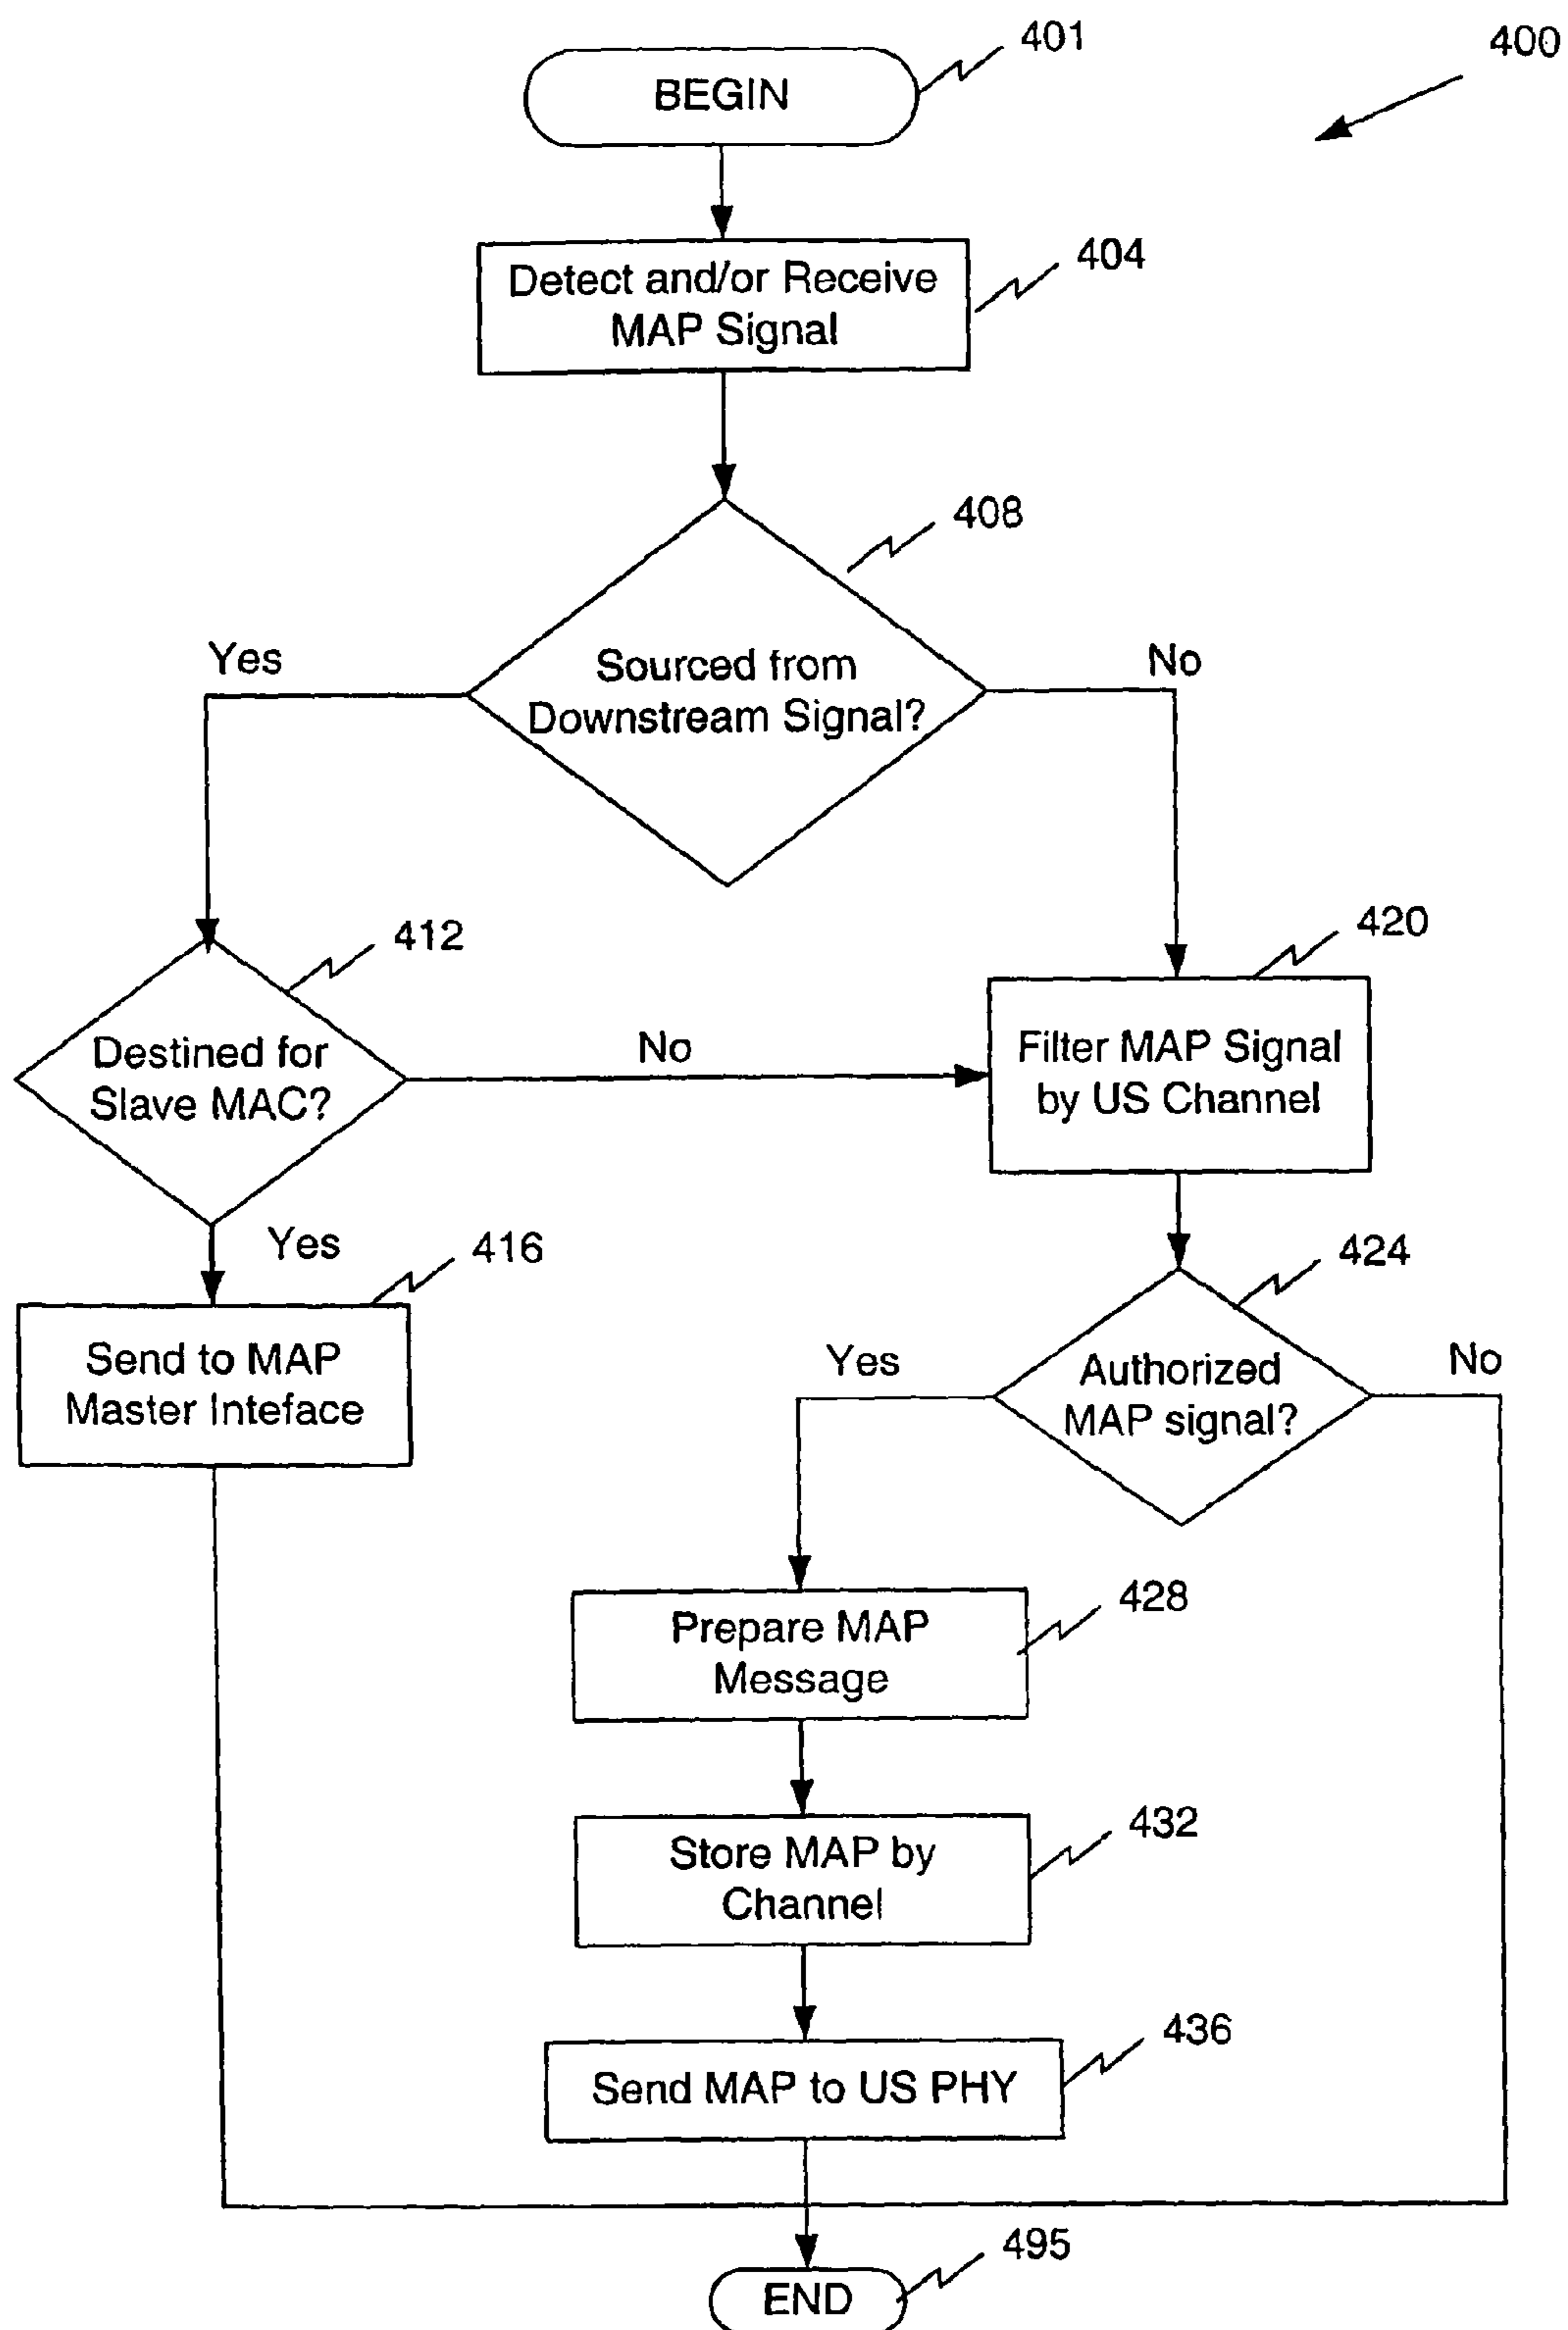 401
400
BEGIN
404
Detect and/or Receive
MAP Signal
408
Yes
Sourced from
Downstream Signal?
No
412
420
Destined for
Slave MAC?
No
Filter MAP Signal
by US Channel
Yes
416
424
Send to MAP
Master Inteface
Yes
Authorized
MAP signal?
No
428
Prepare MAP
Message
432
Store MAP by
Channel
436
Send MAP to US PHY
495
END